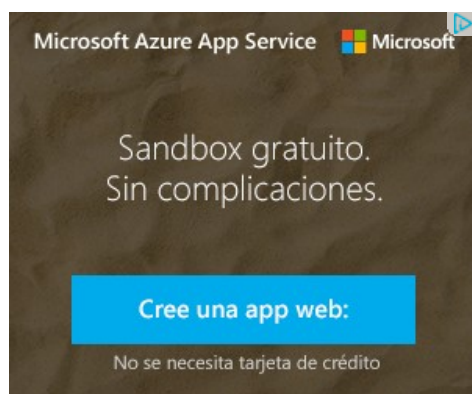 Microsoft Azure App Service Microsoft
Sandbox gratuito.
Sin complicaciones.
Cree una app web:
No se necesita tarjeta de crédito